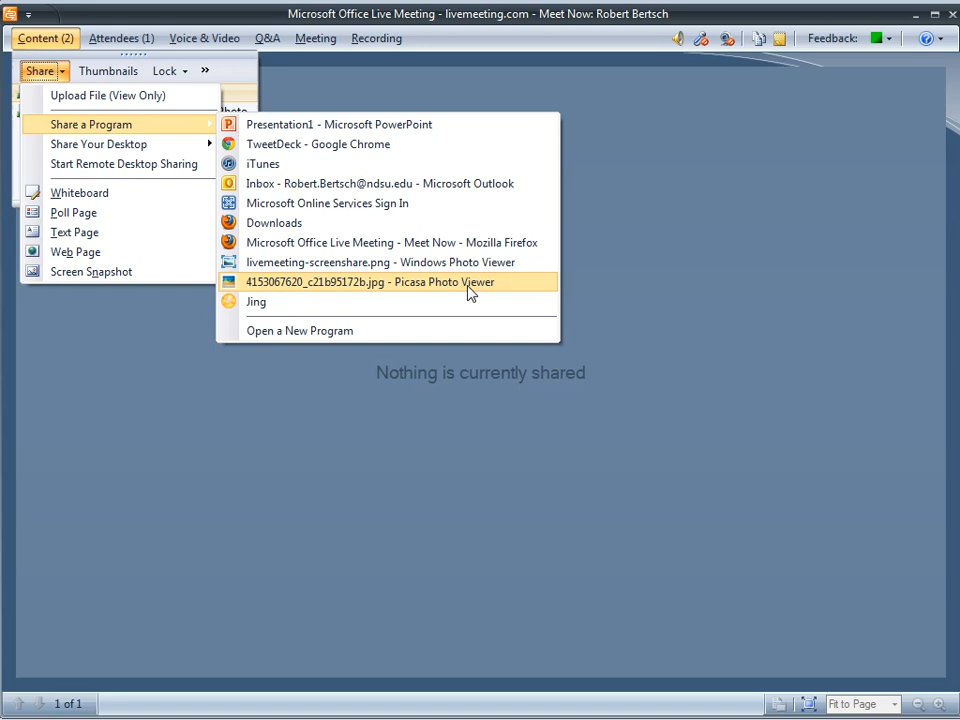 Microsoft Office Live Meeting - livemeeting.com - Meet Now: Robert Bertsch
Content (2) Attendees (1) Voice & Video Q&A Meeting Recording Feedback:
Share Thumbnails Lock »
Upload File (View Only)
Share a Program
Share Your Desktop
Start Remote Desktop Sharing
Whiteboard
Poll Page
Text Page
Web Page
Screen Snapshot
Presentation1 - Microsoft PowerPoint
TweetDeck - Google Chrome
iTunes
Inbox - Robert.Bertsch@ndsu.edu - Microsoft Outlook
Microsoft Online Services Sign In
Downloads
Microsoft Office Live Meeting - Meet Now - Mozilla Firefox
livemeeting-screenshare.png - Windows Photo Viewer
4153067620_c21b95172b.jpg - Picasa Photo Viewer
Jing
Open a New Program
Nothing is currently shared
1 of 1 Fit to Page